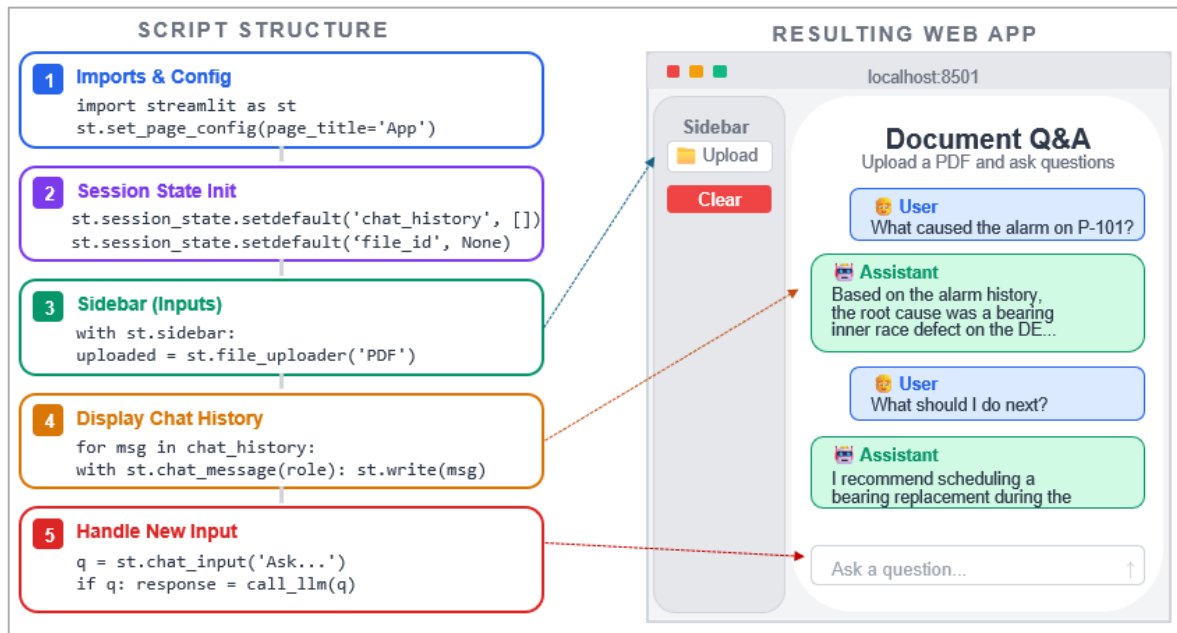 SCRIPT STRUCTURE
1
Imports & Config
import streamlit as st
st.set_page_config(page_title='App')
2
Session State Init
st.session_state.setdefault('chat_history', [])
st.session_state.setdefault(‘file_id', None)
3
Sidebar (Inputs)
with st.sidebar:
uploaded = st.file_uploader('PDF')
4
Display Chat History
for msg in chat_history:
with st.chat_message(role): st.write(msg)
5
Handle New Input
q = st.chat_input('Ask...')
if q: response = call_llm(q)
RESULTING WEB APP
localhost:8501
Sidebar
Upload
Clear
Document Q&A
Upload a PDF and ask questions
User
What caused the alarm on P-101?
Assistant
Based on the alarm history,
the root cause was a bearing
inner race defect on the DE...
User
What should I do next?
Assistant
I recommend scheduling a
bearing replacement during the
Ask a question...
↑